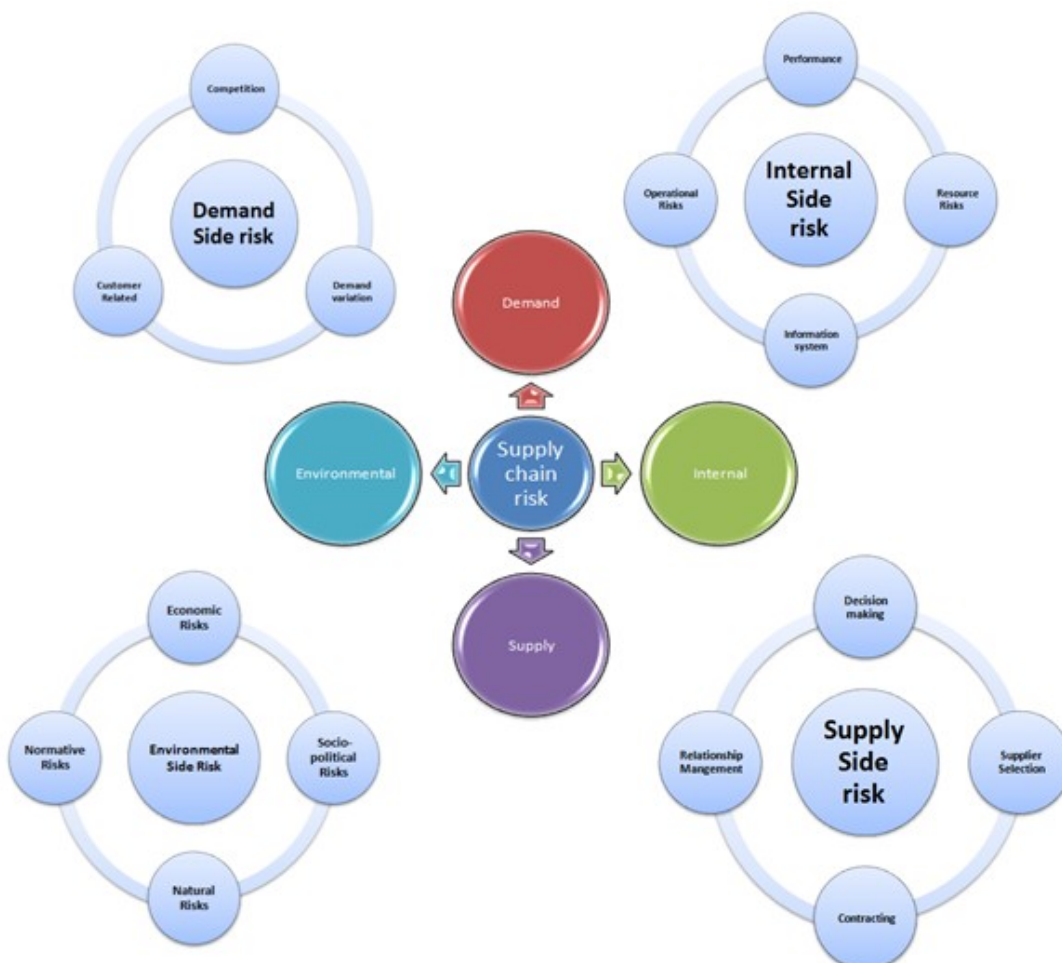 Competition
Demand
Side risk
Customer
Related
Demand
variation
Performance
Operational
Risks
Internal
Side
risk
Resource
Risks
Information
system
Demand
Environmental
Supply
chain
risk
Internal
Supply
Economic
Risks
Normative
Risks
Environmental
Side Risk
Socio-
political
Risks
Natural
Risks
Decision
making
Relationship
Mangement
Supply
Side
risk
Supplier
Selection
Contracting